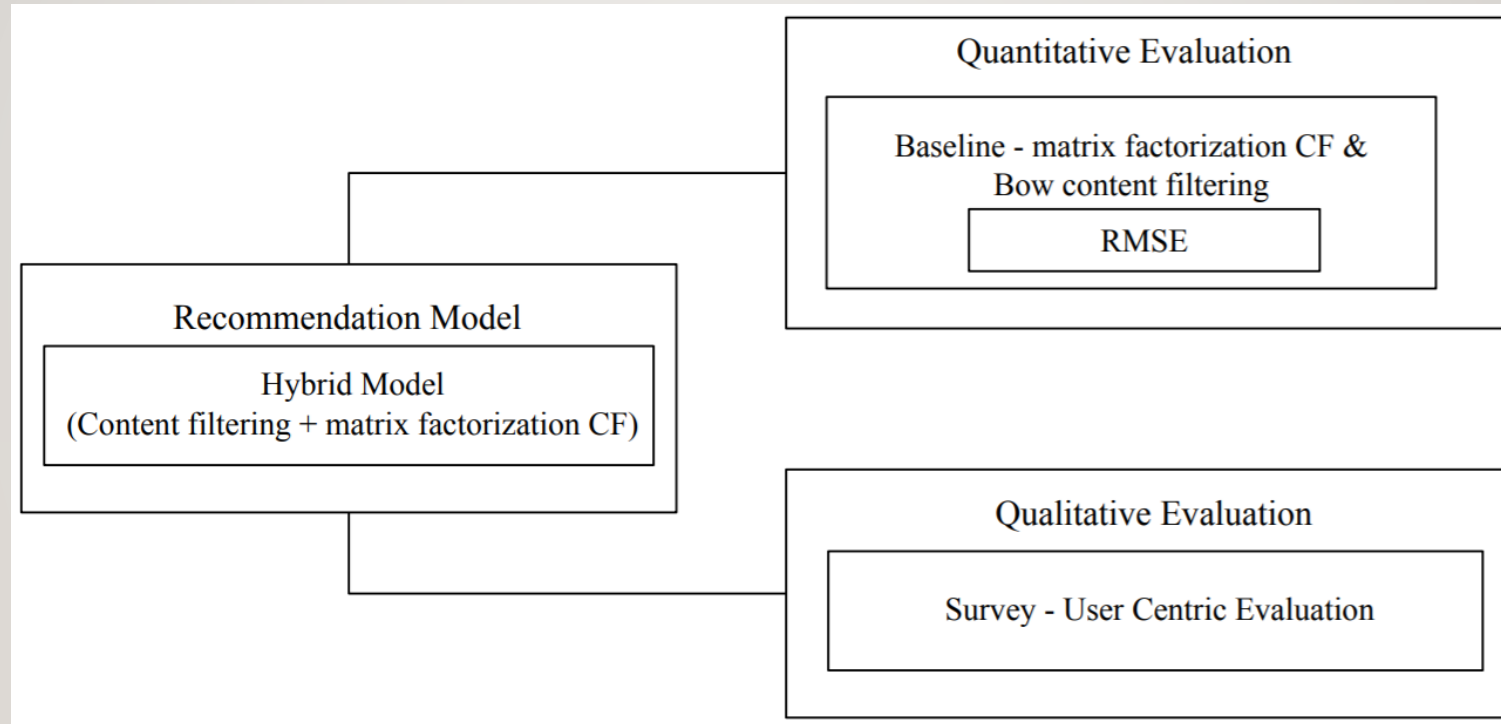 Quantitative Evaluation
Baseline - matrix factorization CF &
Bow content filtering
RMSE
Recommendation Model
Hybrid Model
(Content filtering + matrix factorization CF)
Qualitative Evaluation
Survey - User Centric Evaluation